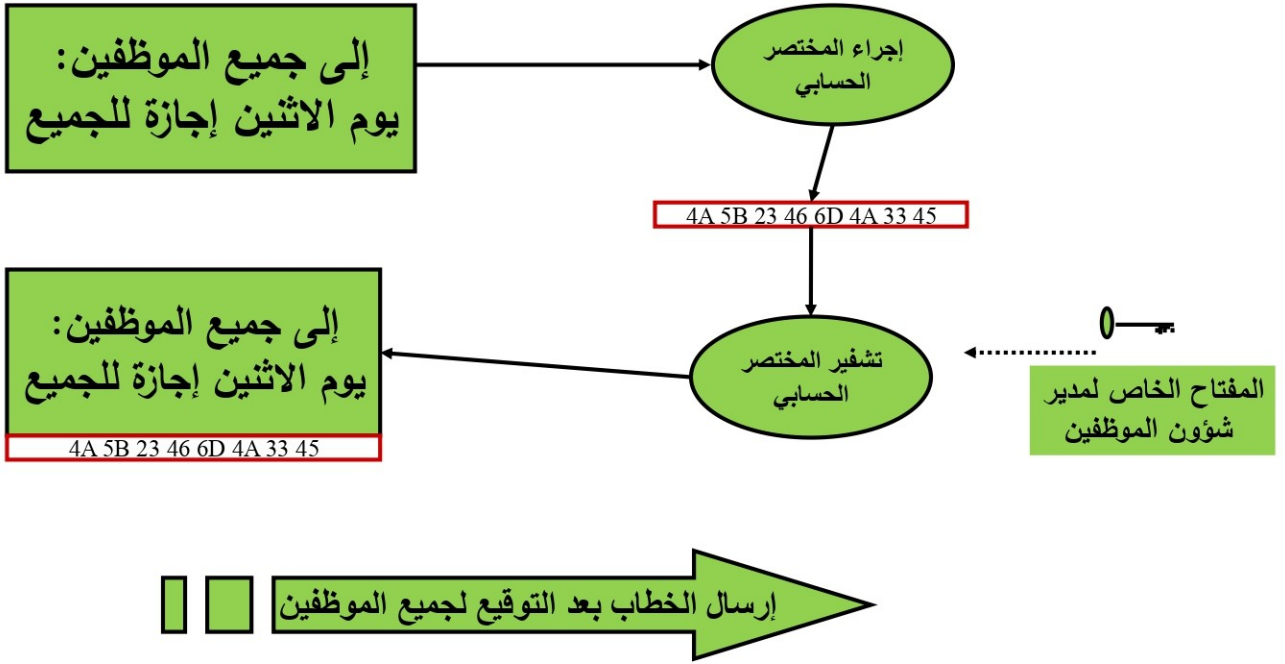 إلى جميع الموظفين:
يوم الاثنين إجازة للجميع
إجراء المختصر
الحسابي
4A 5B 23 46 6D 4A 33 45
تشفير المختصر
الحسابي
المفتاح الخاص لمدير
شؤون الموظفين
إلى جميع الموظفين:
يوم الاثنين إجازة للجميع
4A 5B 23 46 6D 4A 33 45
إرسال الخطاب بعد التوقيع لجميع الموظفين